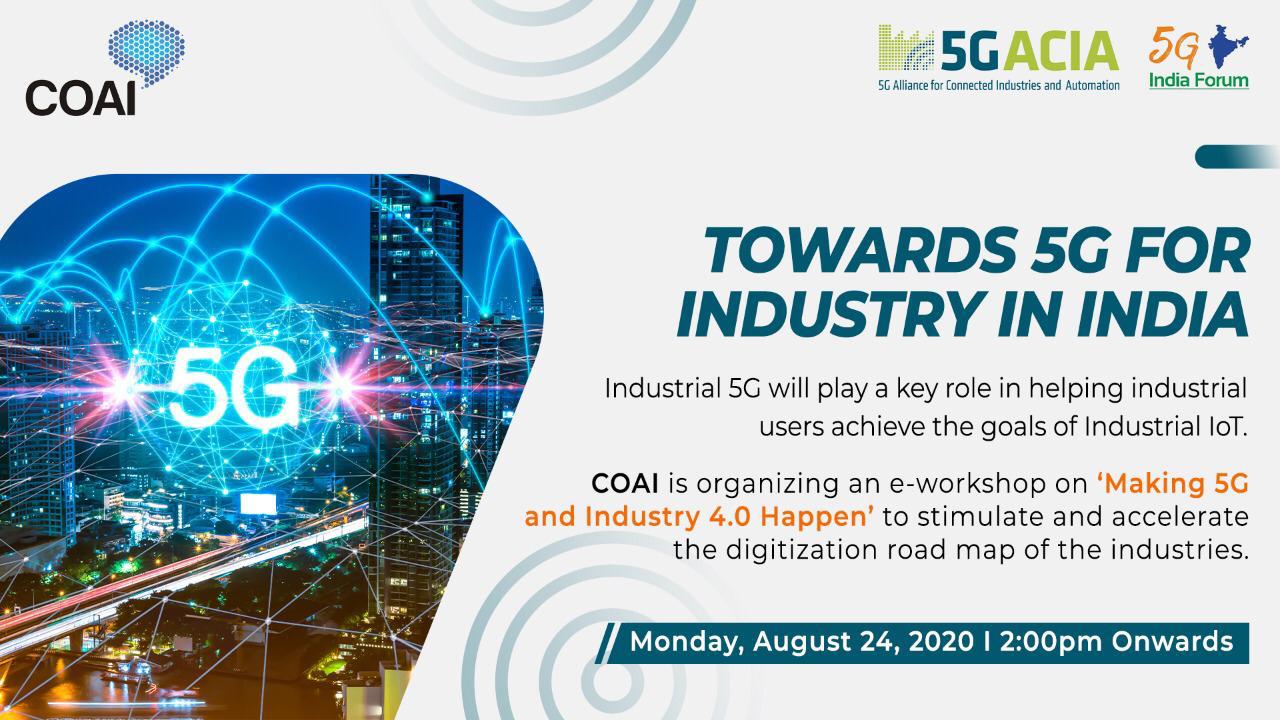 COAI
5G ACIA
5G Alliance for Connected Industries and Automation
5G
India Forum
5G
TOWARDS 5G FOR
INDUSTRY IN INDIA
Industrial 5G will play a key role in helping industrial
users achieve the goals of Industrial IoT.
COAI is organizing an e-workshop on ‘Making 5G
and Industry 4.0 Happen’ to stimulate and accelerate
the digitization road map of the industries.
Monday, August 24, 2020 I 2:00pm Onwards